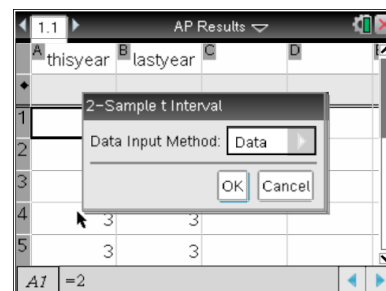 1.1 AP Results
A thisyear B lastyear C D
1
2-Sample t Interval
2
Data Input Method: Data
3
OK Cancel
4 3 3
5 3 3
A1 =2